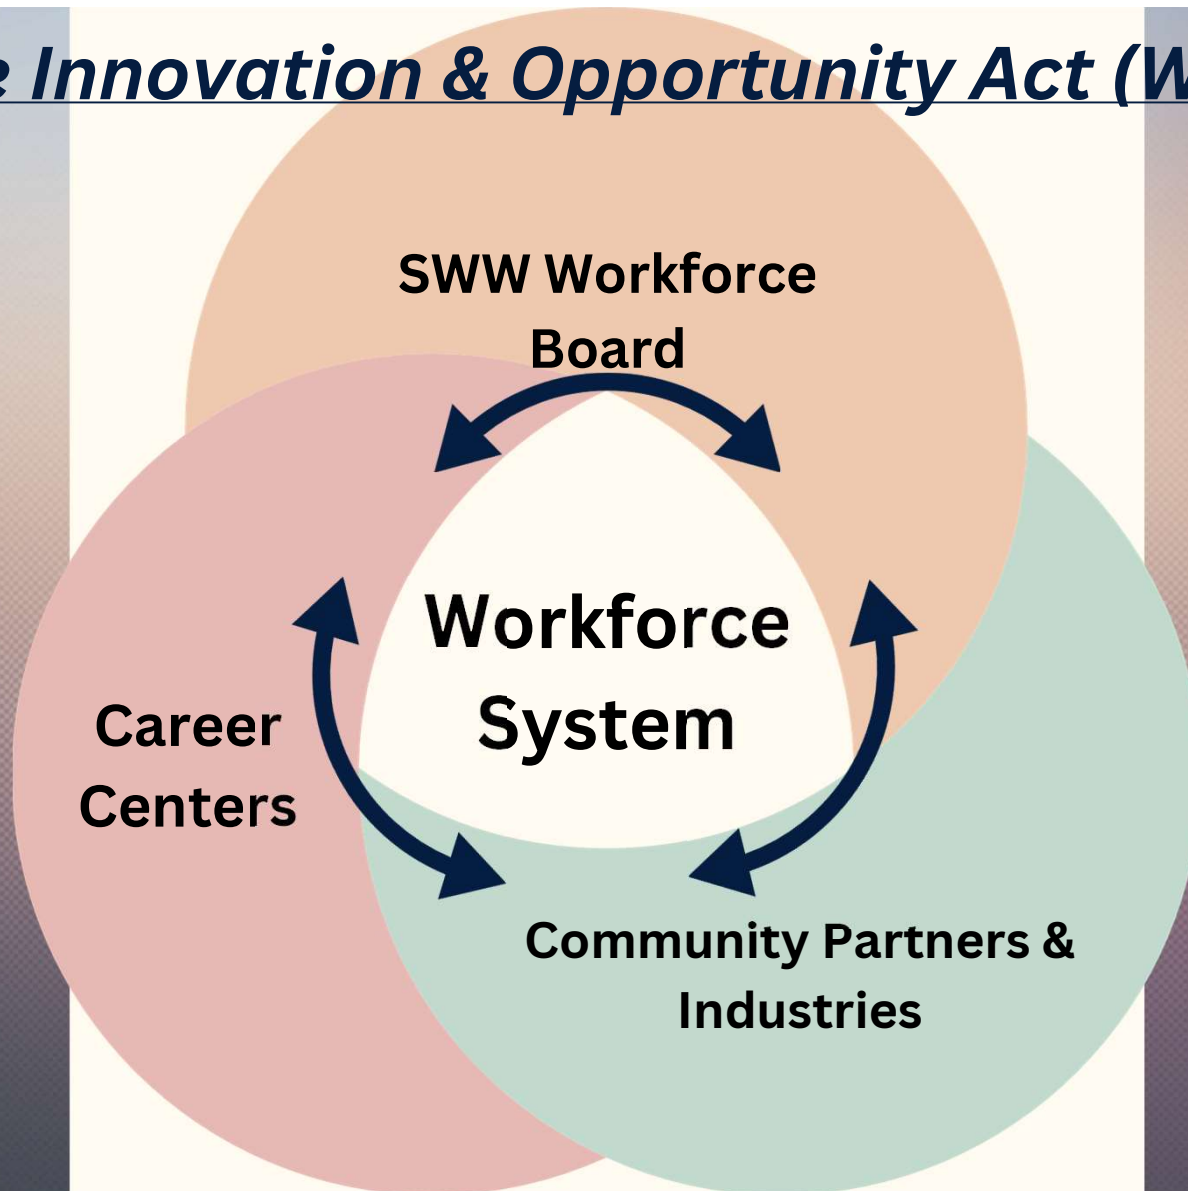 Innovation & Opportunity Act (W
SWW Workforce
Board
Workforce
System
Career
Centers
Community Partners &
Industries